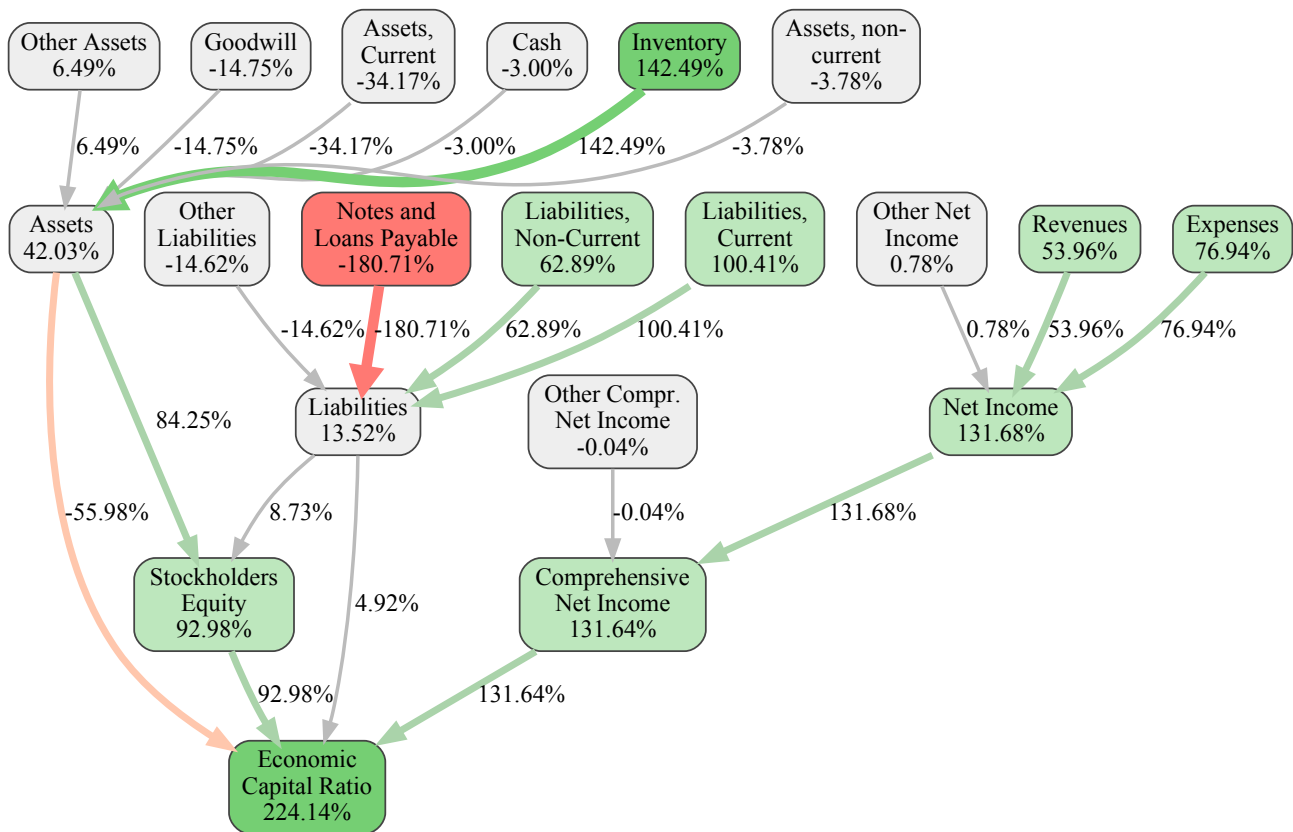 Other Assets
6.49%
Goodwill
-14.75%
Assets,
Current
-34.17%
Cash
-3.00%
Inventory
142.49%
Assets, non-
current
-3.78%
6.49%
-14.75%
-34.17%
-3.00%
142.49%
-3.78%
Assets
42.03%
Other
Liabilities
-14.62%
Notes and
Loans Payable
-180.71%
Liabilities,
Non-Current
62.89%
Liabilities,
Current
100.41%
Other Net
Income
0.78%
Revenues
53.96%
Expenses
76.94%
-14.62%
-180.71%
62.89%
100.41%
0.78%
53.96%
76.94%
84.25%
Liabilities
13.52%
Other Compr.
Net Income
-0.04%
Net Income
131.68%
-55.98%
8.73%
-0.04%
131.68%
Stockholders
Equity
92.98%
4.92%
Comprehensive
Net Income
131.64%
92.98%
131.64%
Economic
Capital Ratio
224.14%